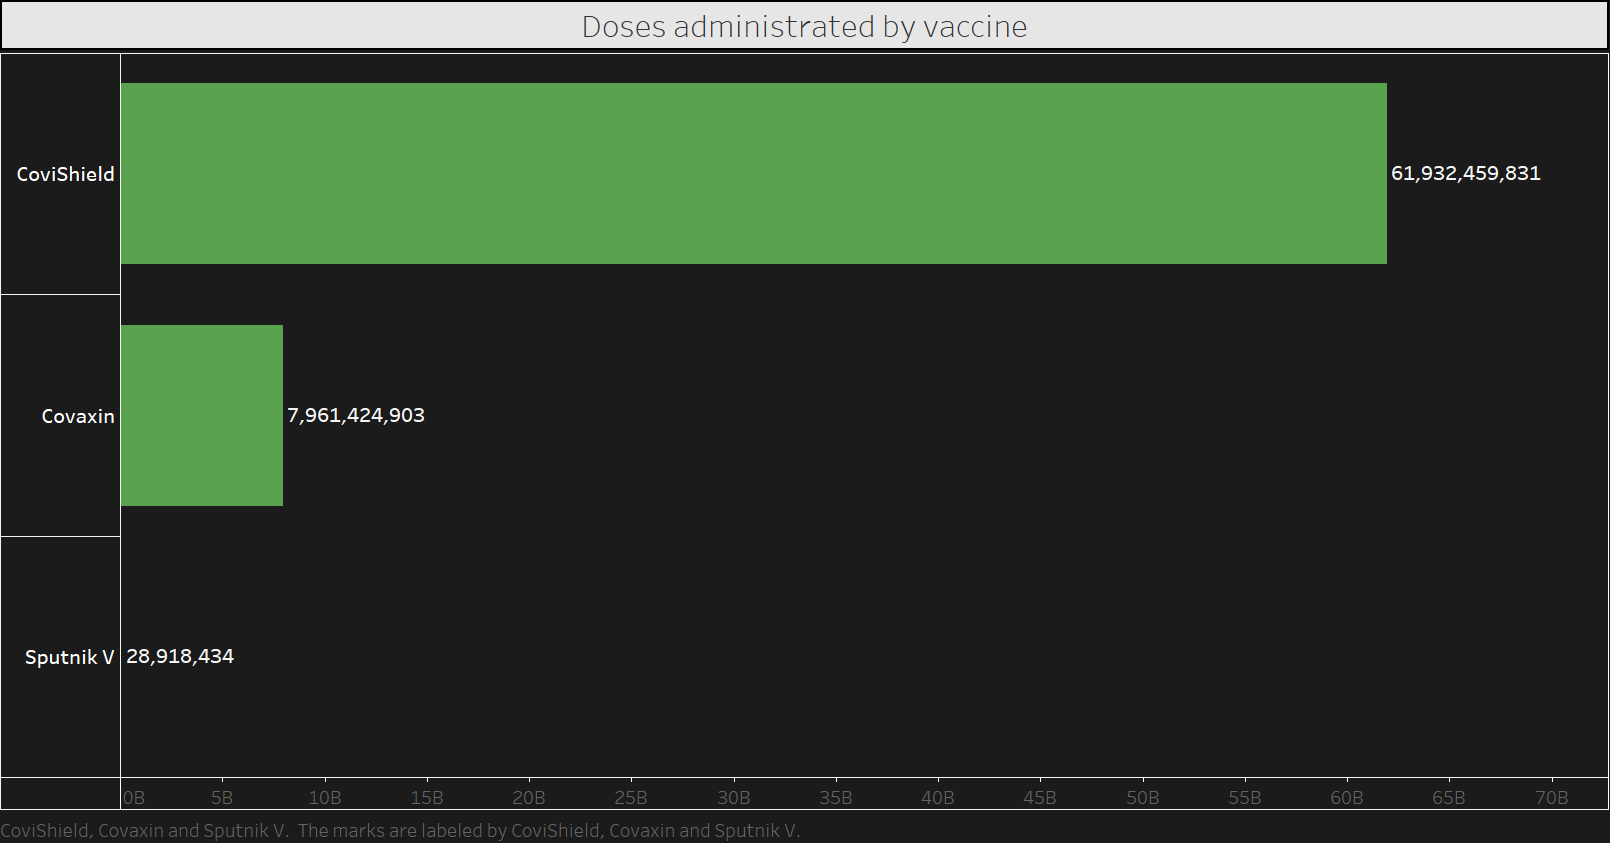 Doses administrated by vaccine
CoviShield
61,932,459,831
Covaxin
7,961,424,903
Sputnik V
28,918,434
0B 5B 10B 15B 20B 25B 30B 35B 40B 45B 50B 55B 60B 65B 70B
CoviShield, Covaxin and Sputnik V.  The marks are labeled by CoviShield, Covaxin and Sputnik V.